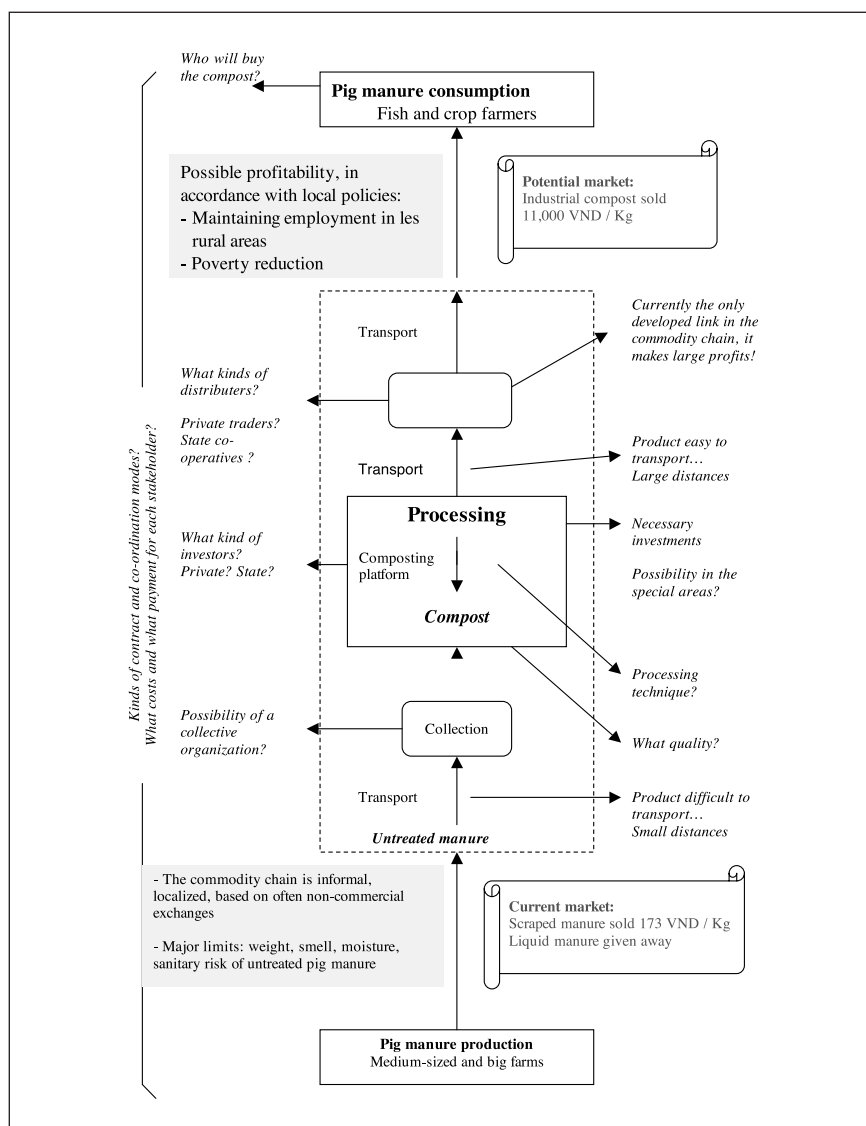 Who will buy
the compost?
Pig manure consumption
Fish and crop farmers
Possible profitability, in
accordance with local policies:
- Maintaining employment in les
rural areas
- Poverty reduction
Potential market:
Industrial compost sold
11,000 VND / Kg
Transport
Currently the only
developed link in the
commodity chain, it
makes large profits!
What kinds of
distributers?
Private traders?
State co-
operatives ?
Transport
Product easy to
transport…
Large distances
Processing
Composting
platform
Compost
What kind of
investors?
Private? State?
Necessary
investments
Possibility in the
special areas?
Processing
technique?
What quality?
Possibility of a
collective
organization?
Collection
Transport
Product difficult to
transport…
Small distances
Untreated manure
Kinds of contract and co-ordination modes?
What costs and what payment for each stakeholder?
- The commodity chain is informal,
localized, based on often non-commercial
exchanges
- Major limits: weight, smell, moisture,
sanitary risk of untreated pig manure
Current market:
Scraped manure sold 173 VND / Kg
Liquid manure given away
Pig manure production
Medium-sized and big farms